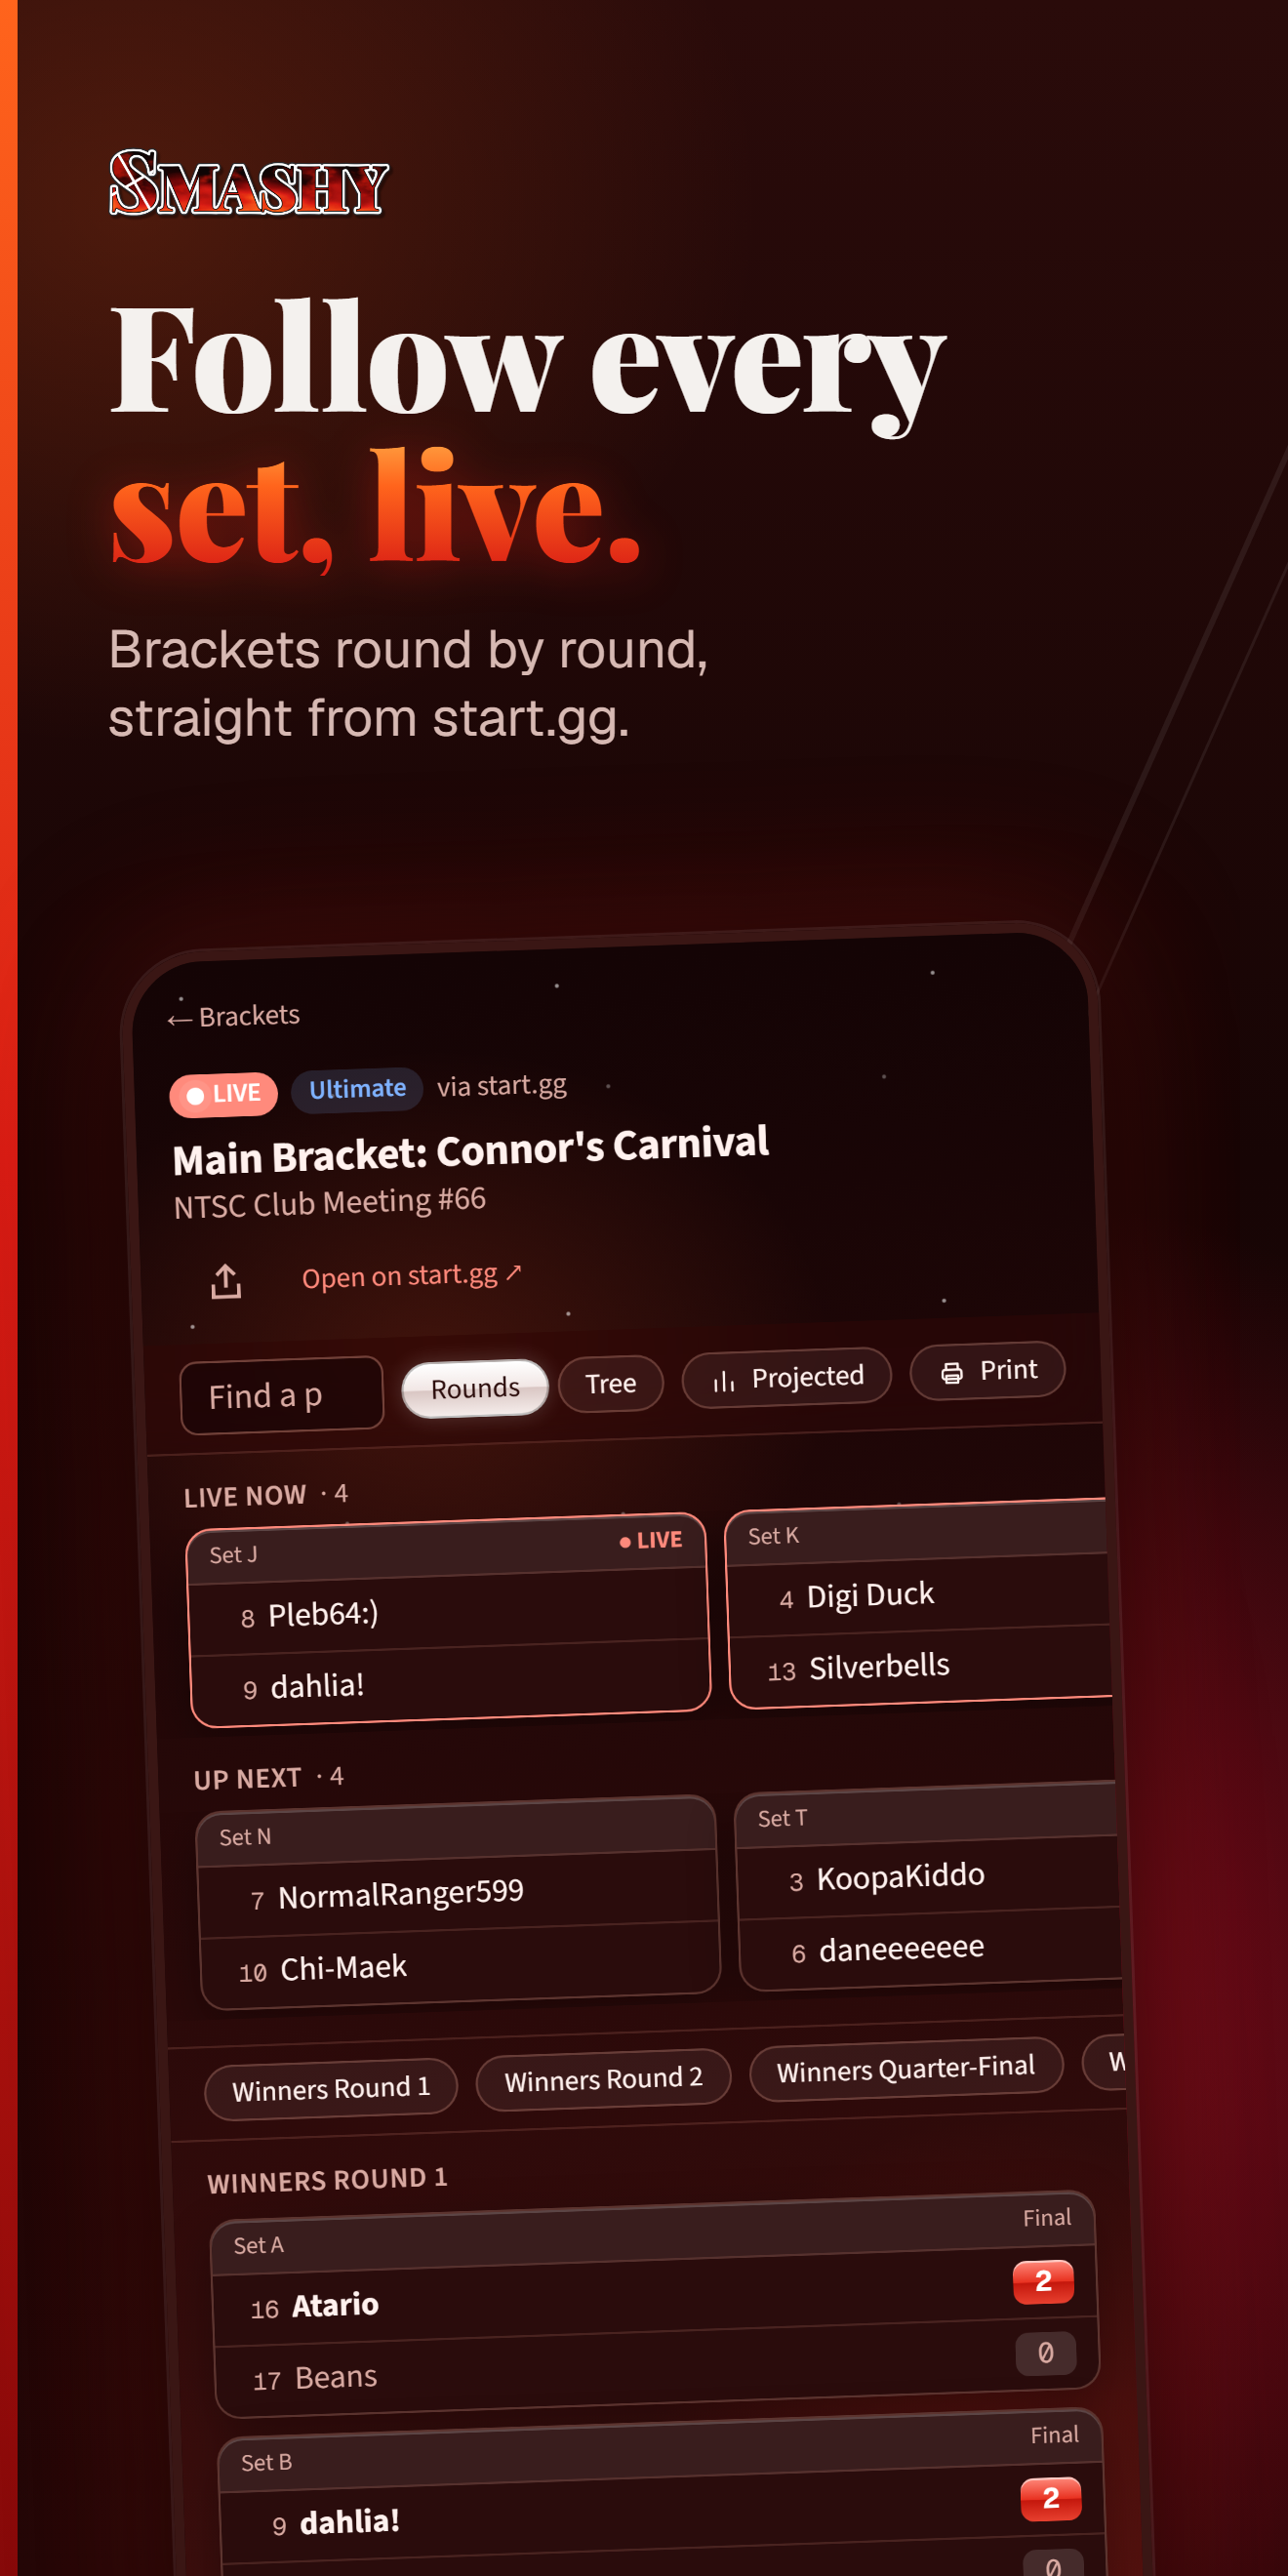 SMASHY
Follow every
set, live.
Brackets round by round,
straight from start.gg.
← Brackets
LIVE Ultimate via start.gg
Main Bracket: Connor's Carnival
NTSC Club Meeting #66
Open on start.gg ↗
Find a p Rounds Tree Projected Print
LIVE NOW · 4
Set J LIVE
8 Pleb64:)
9 dahlia!
Set K
4 Digi Duck
13 Silverbells
UP NEXT · 4
Set N
7 NormalRanger599
10 Chi-Maek
Set T
3 KoopaKiddo
6 daneeeeeee
Winners Round 1 Winners Round 2 Winners Quarter-Final W
WINNERS ROUND 1
Set A Final
16 Atario 2
17 Beans 0
Set B Final
9 dahlia! 2
0